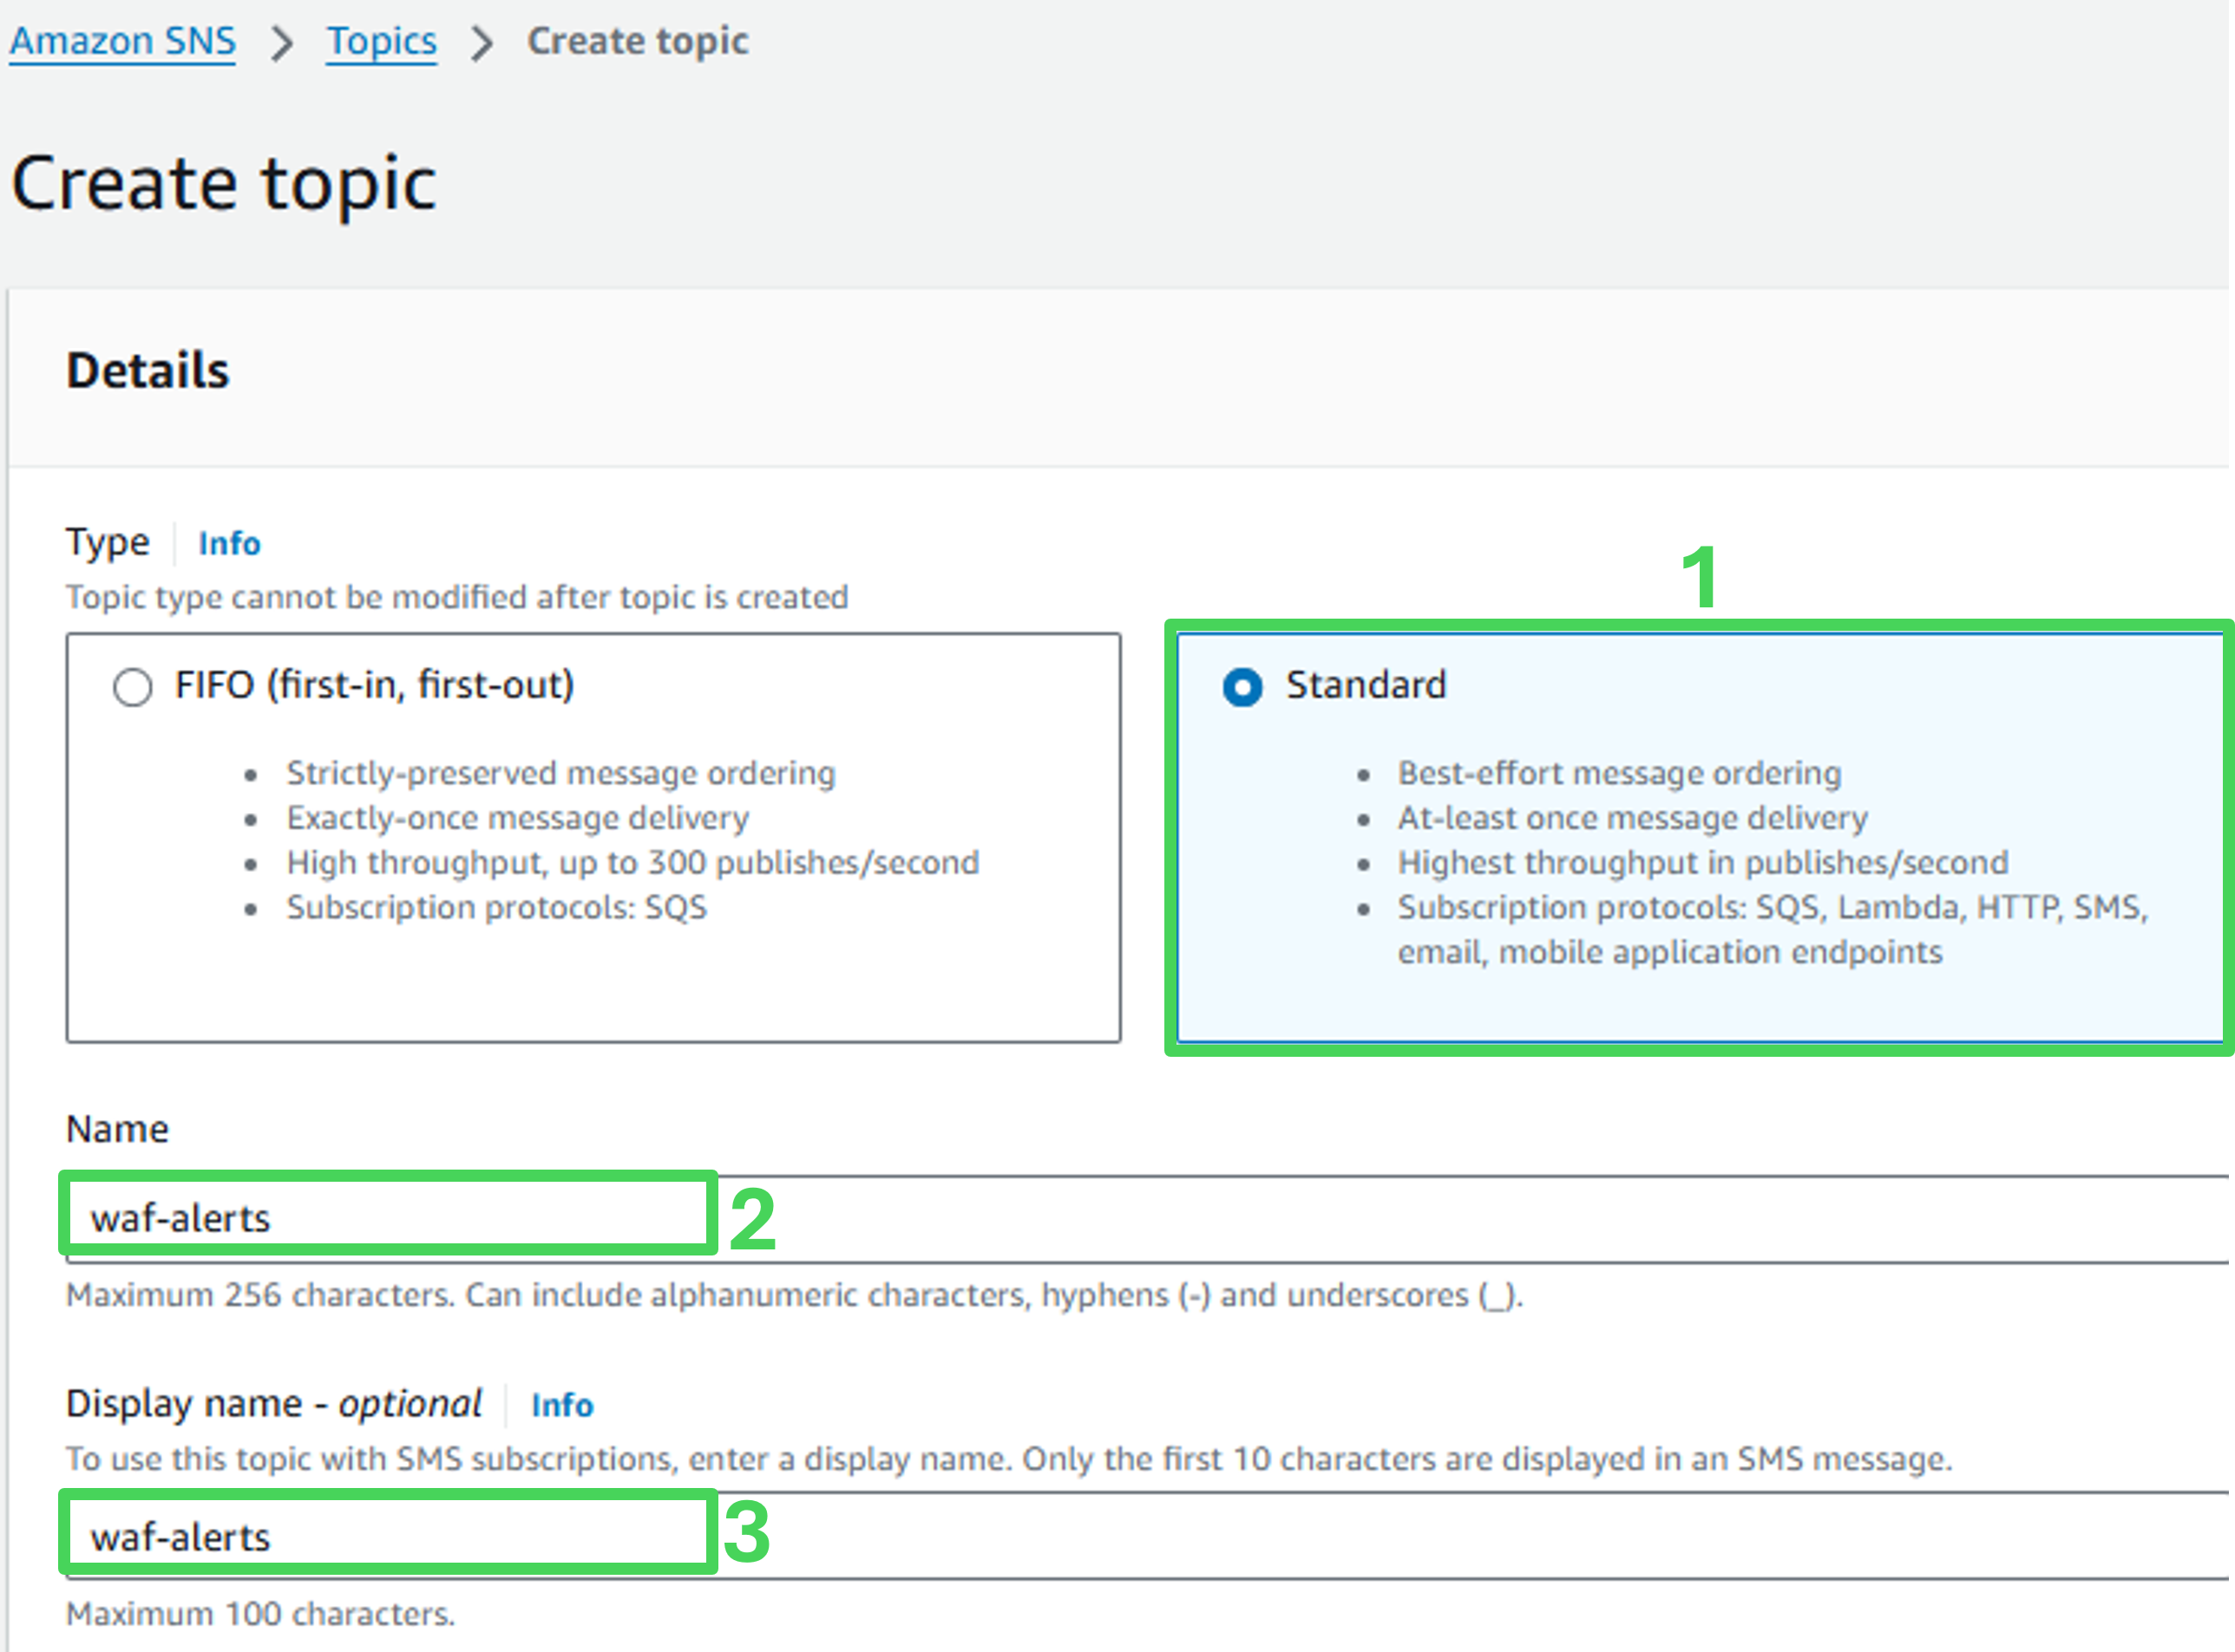 Amazon SNS > Topics > Create topic
Create topic
Details
Type Info
Topic type cannot be modified after topic is created
1
FIFO (first-in, first-out)
• Strictly-preserved message ordering
• Exactly-once message delivery
• High throughput, up to 300 publishes/second
• Subscription protocols: SQS
Standard
• Best-effort message ordering
• At-least once message delivery
• Highest throughput in publishes/second
• Subscription protocols: SQS, Lambda, HTTP, SMS,
email, mobile application endpoints
Name
waf-alerts 2
Maximum 256 characters. Can include alphanumeric characters, hyphens (-) and underscores (_).
Display name - optional Info
To use this topic with SMS subscriptions, enter a display name. Only the first 10 characters are displayed in an SMS message.
waf-alerts 3
Maximum 100 characters.